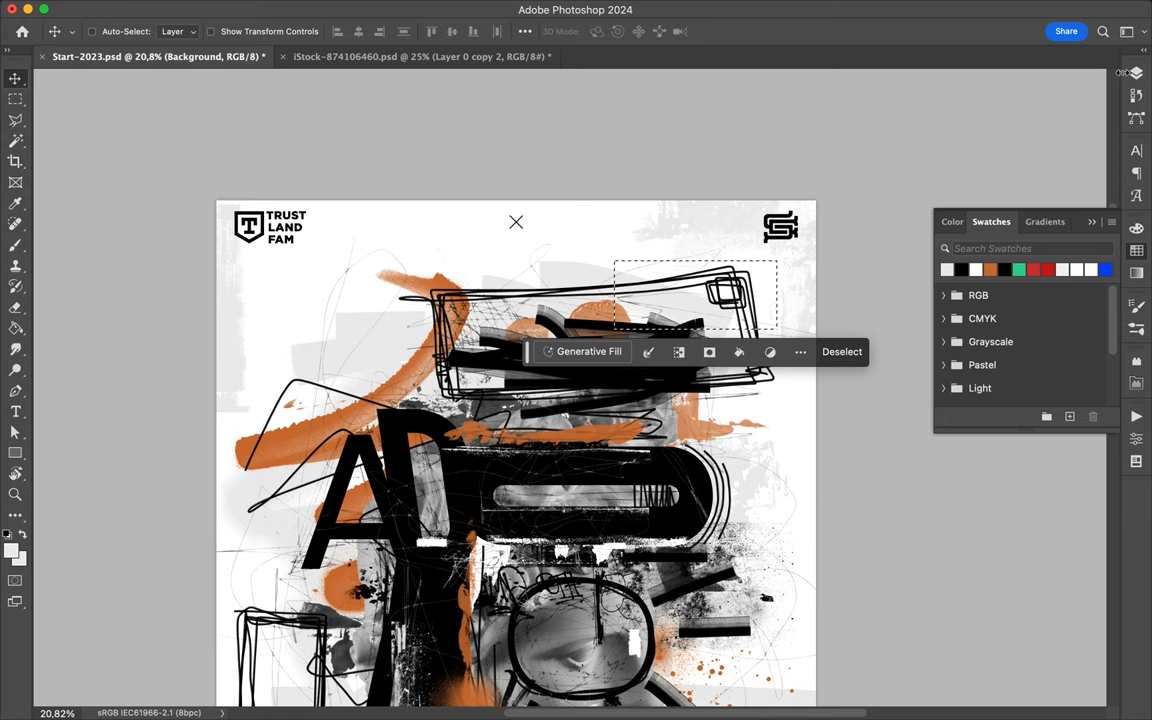 Adobe Photoshop 2024
Auto-Select: Layer Show Transform Controls 3D Mode: Share
Start-2023.psd @ 20,8% (Background, RGB/8) * iStock-874106460.psd @ 25% (Layer 0 copy 2, RGB/8#) *
TRUST
LAND
FAM
Color Swatches Gradients
Search Swatches
RGB
CMYK
Grayscale
Pastel
Light
Generative Fill Deselect
20,82% sRGB IEC61966-2.1 (8bpc)